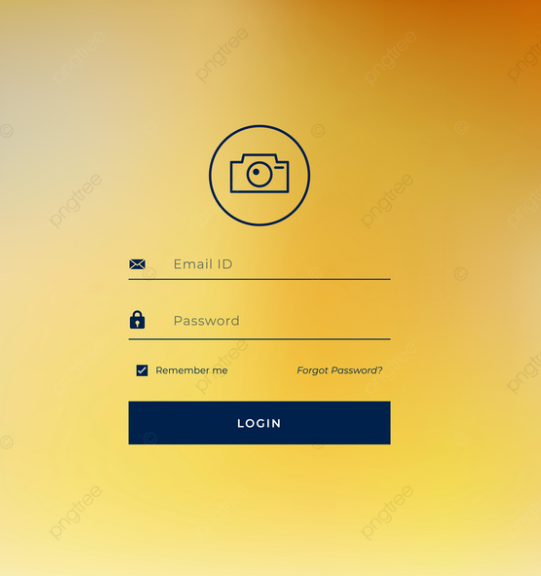 Email ID
Password
Remember me
Forgot Password?
LOGIN
pngtree
pngtree
pngtree
pngtree
pngtree
pngtree
pngtree
pngtree